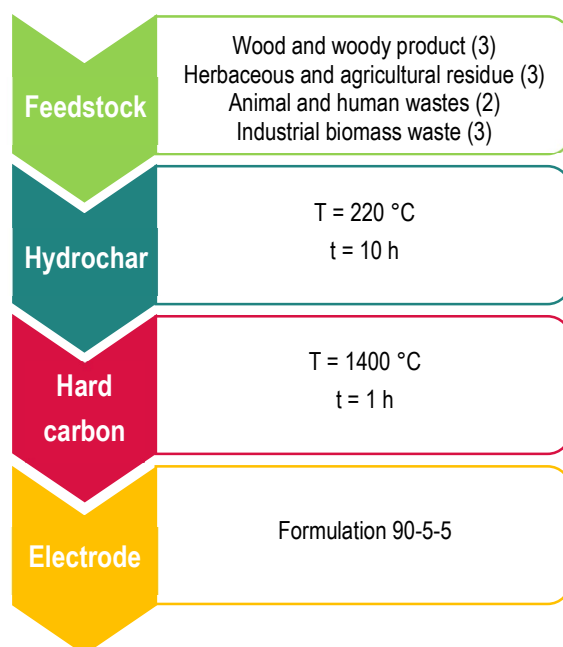 Feedstock
Wood and woody product (3)
Herbaceous and agricultural residue (3)
Animal and human wastes (2)
Industrial biomass waste (3)
Hydrochar
T = 220 °C
t = 10 h
Hard
carbon
T = 1400 °C
t = 1 h
Electrode
Formulation 90-5-5